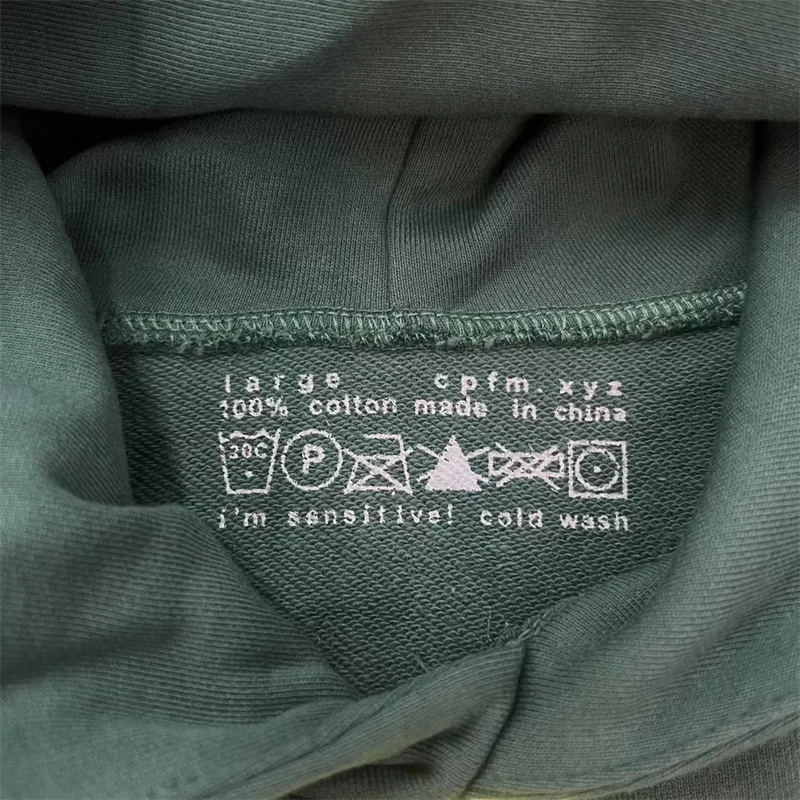 large cpfm.xyz
100% cotton made in china
30C P
i'm sensitive! cold wash